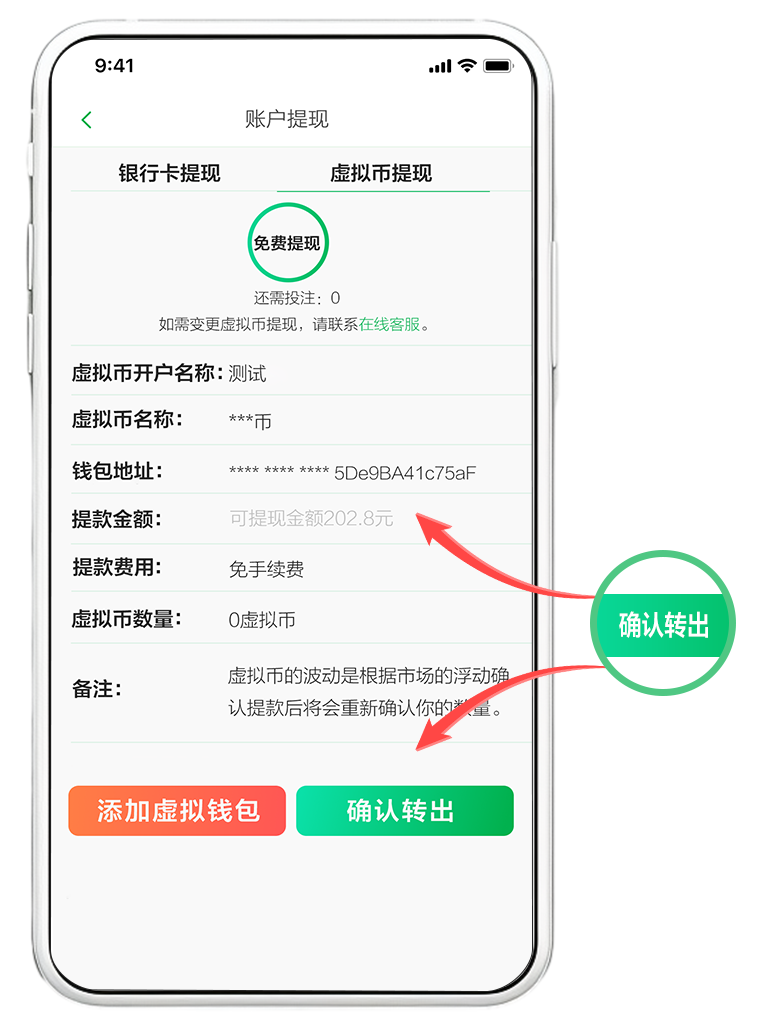 9:41
账户提现
银行卡提现 虚拟币提现
免费提现
还需投注：0
如需变更虚拟币提现，请联系在线客服。
虚拟币开户名称：测试
虚拟币名称： ***币
钱包地址： **** **** **** 5De9BA41c75aF
提款金额： 可提现金额202.8元
提款费用： 免手续费
虚拟币数量： 0虚拟币
备注： 虚拟币的波动是根据市场的浮动确
认提款后将会重新确认你的数量。
添加虚拟钱包 确认转出
确认转出